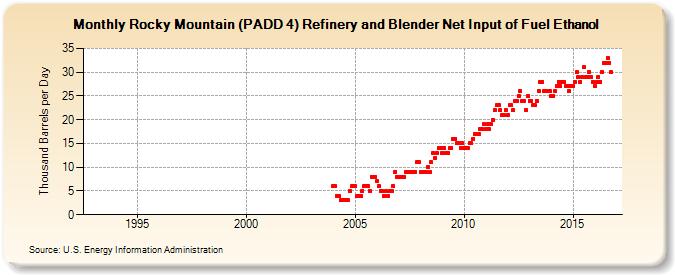 Monthly Rocky Mountain (PADD 4) Refinery and Blender Net Input of Fuel Ethanol
Thousand Barrels per Day
35
30
25
20
15
10
5
0
1995 2000 2005 2010 2015
Source: U.S. Energy Information Administration